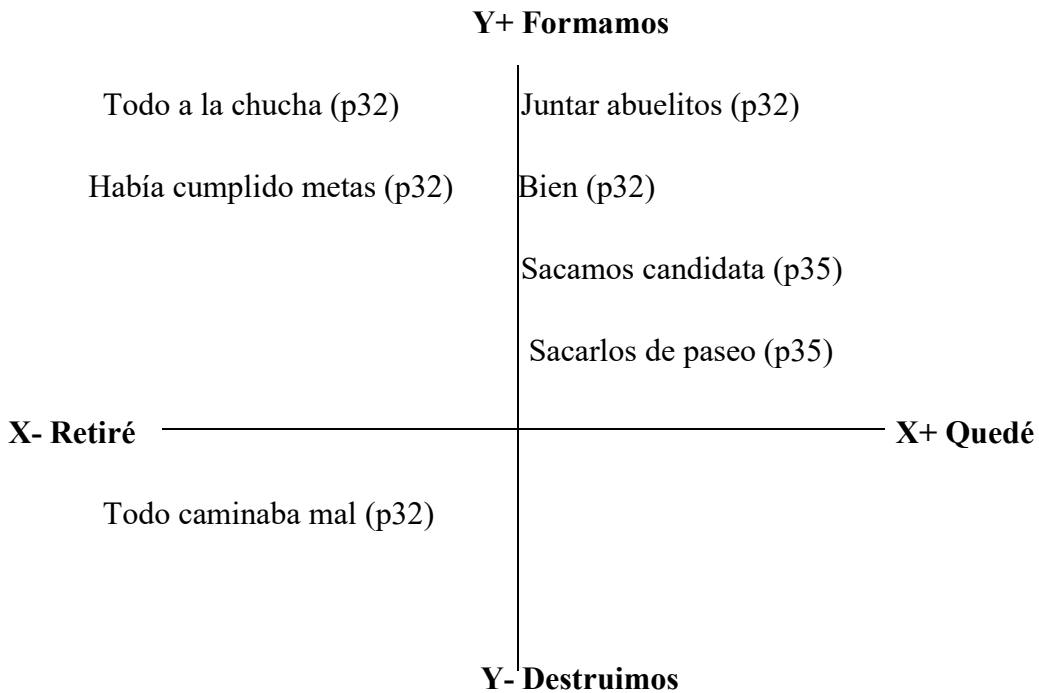 Y+ Formamos
Todo a la chucha (p32) Juntar abuelitos (p32)
Había cumplido metas (p32) Bien (p32)
Sacamos candidata (p35)
Sacarlos de paseo (p35)
X- Retiré X+ Quedé
Todo caminaba mal (p32)
Y- Destruimos